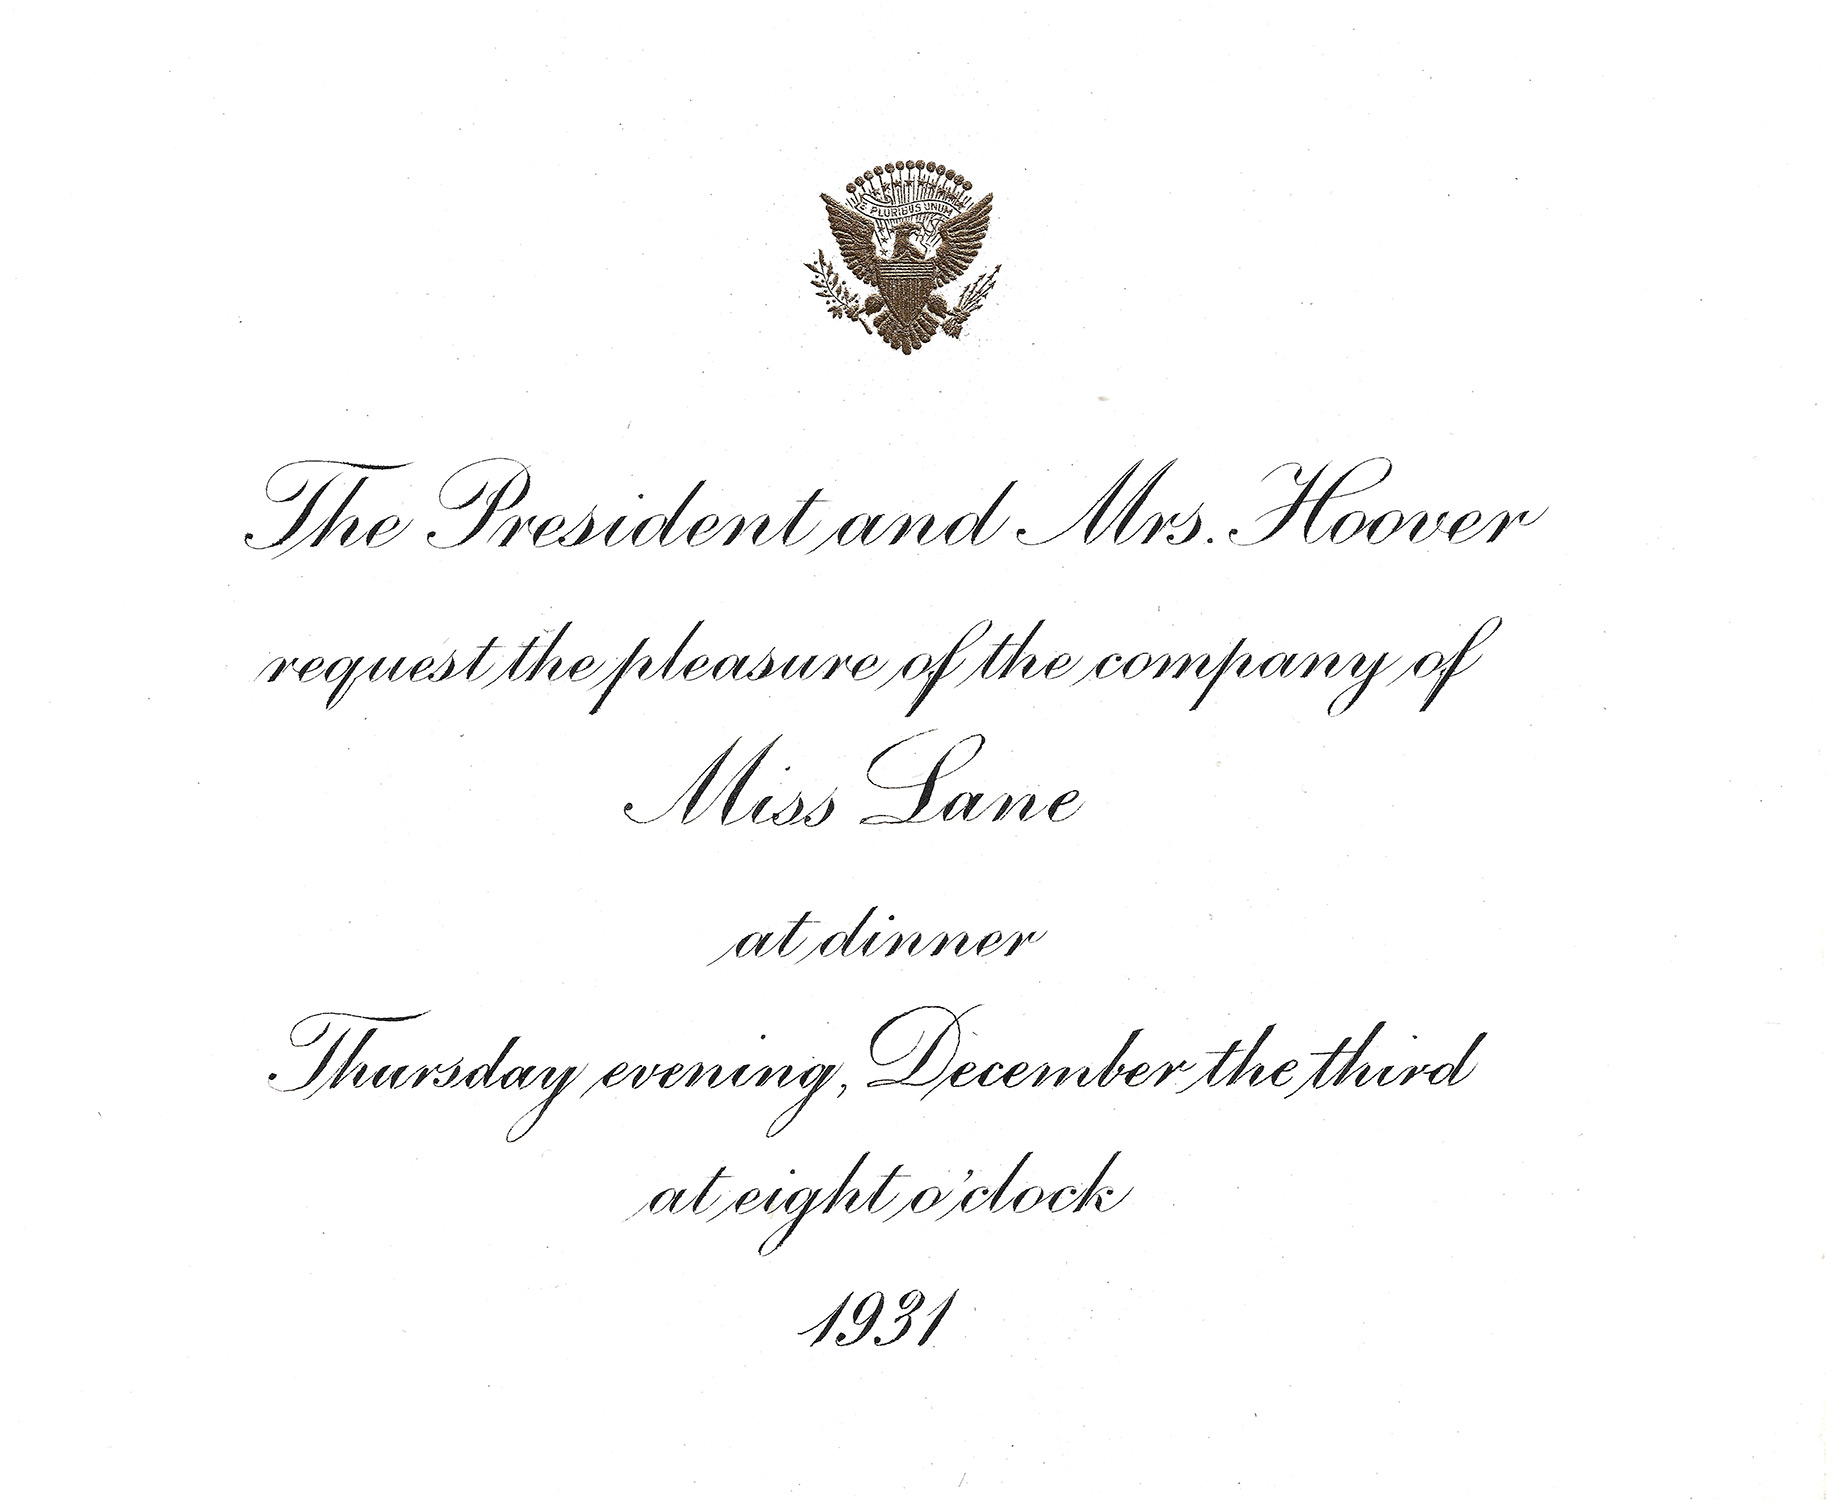 E PLURIBUS UNUM
The President and Mrs. Hoover
request the pleasure of the company of
Miss Lane
at dinner
Thursday evening, December the third
at eight o'clock
1931